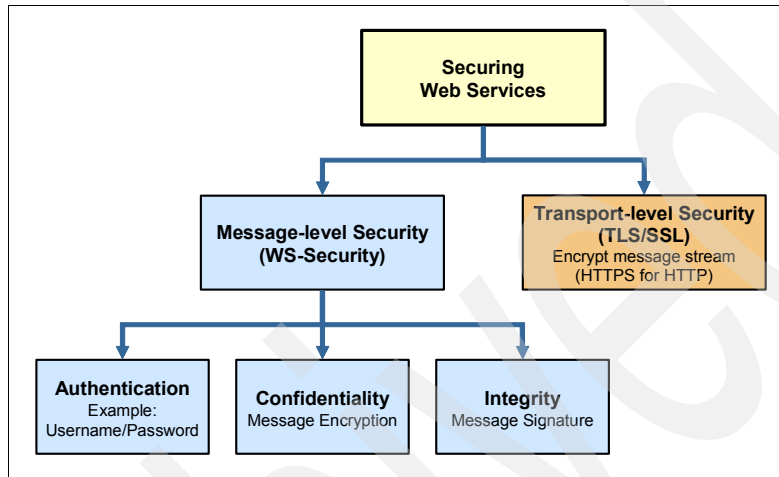 Securing
Web Services
Message-level Security
(WS-Security)
Transport-level Security
(TLS/SSL)
Encrypt message stream
(HTTPS for HTTP)
Authentication
Example:
Username/Password
Confidentiality
Message Encryption
Integrity
Message Signature